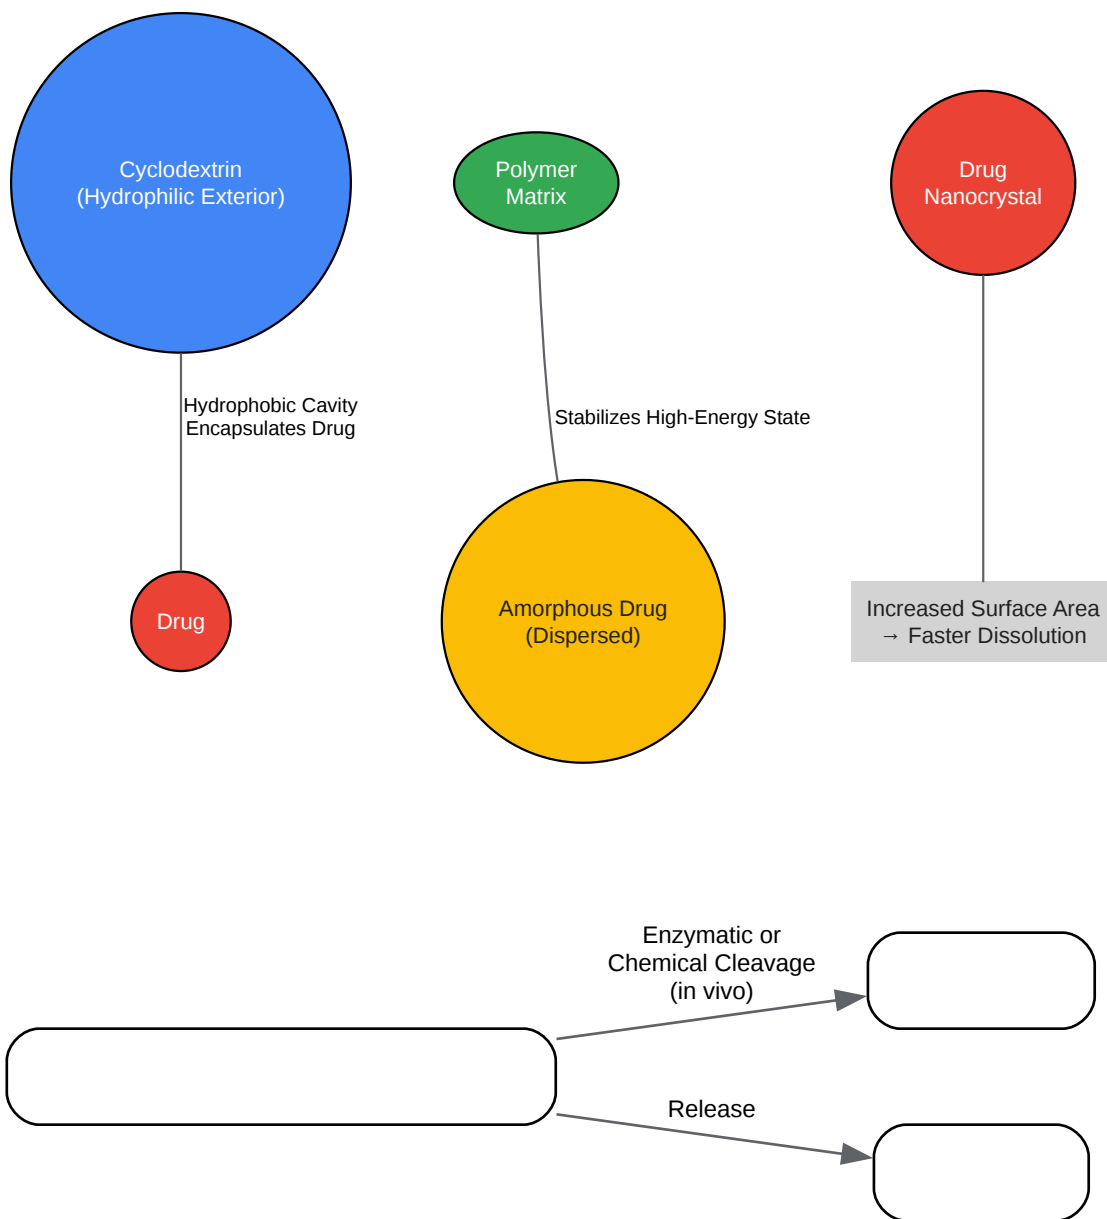 Cyclodextrin
(Hydrophilic Exterior)
Polymer
Matrix
Drug
Nanocrystal
Hydrophobic Cavity
Encapsulates Drug
Stabilizes High-Energy State
Drug
Amorphous Drug
(Dispersed)
Increased Surface Area
→ Faster Dissolution
Enzymatic or
Chemical Cleavage
(in vivo)
Release